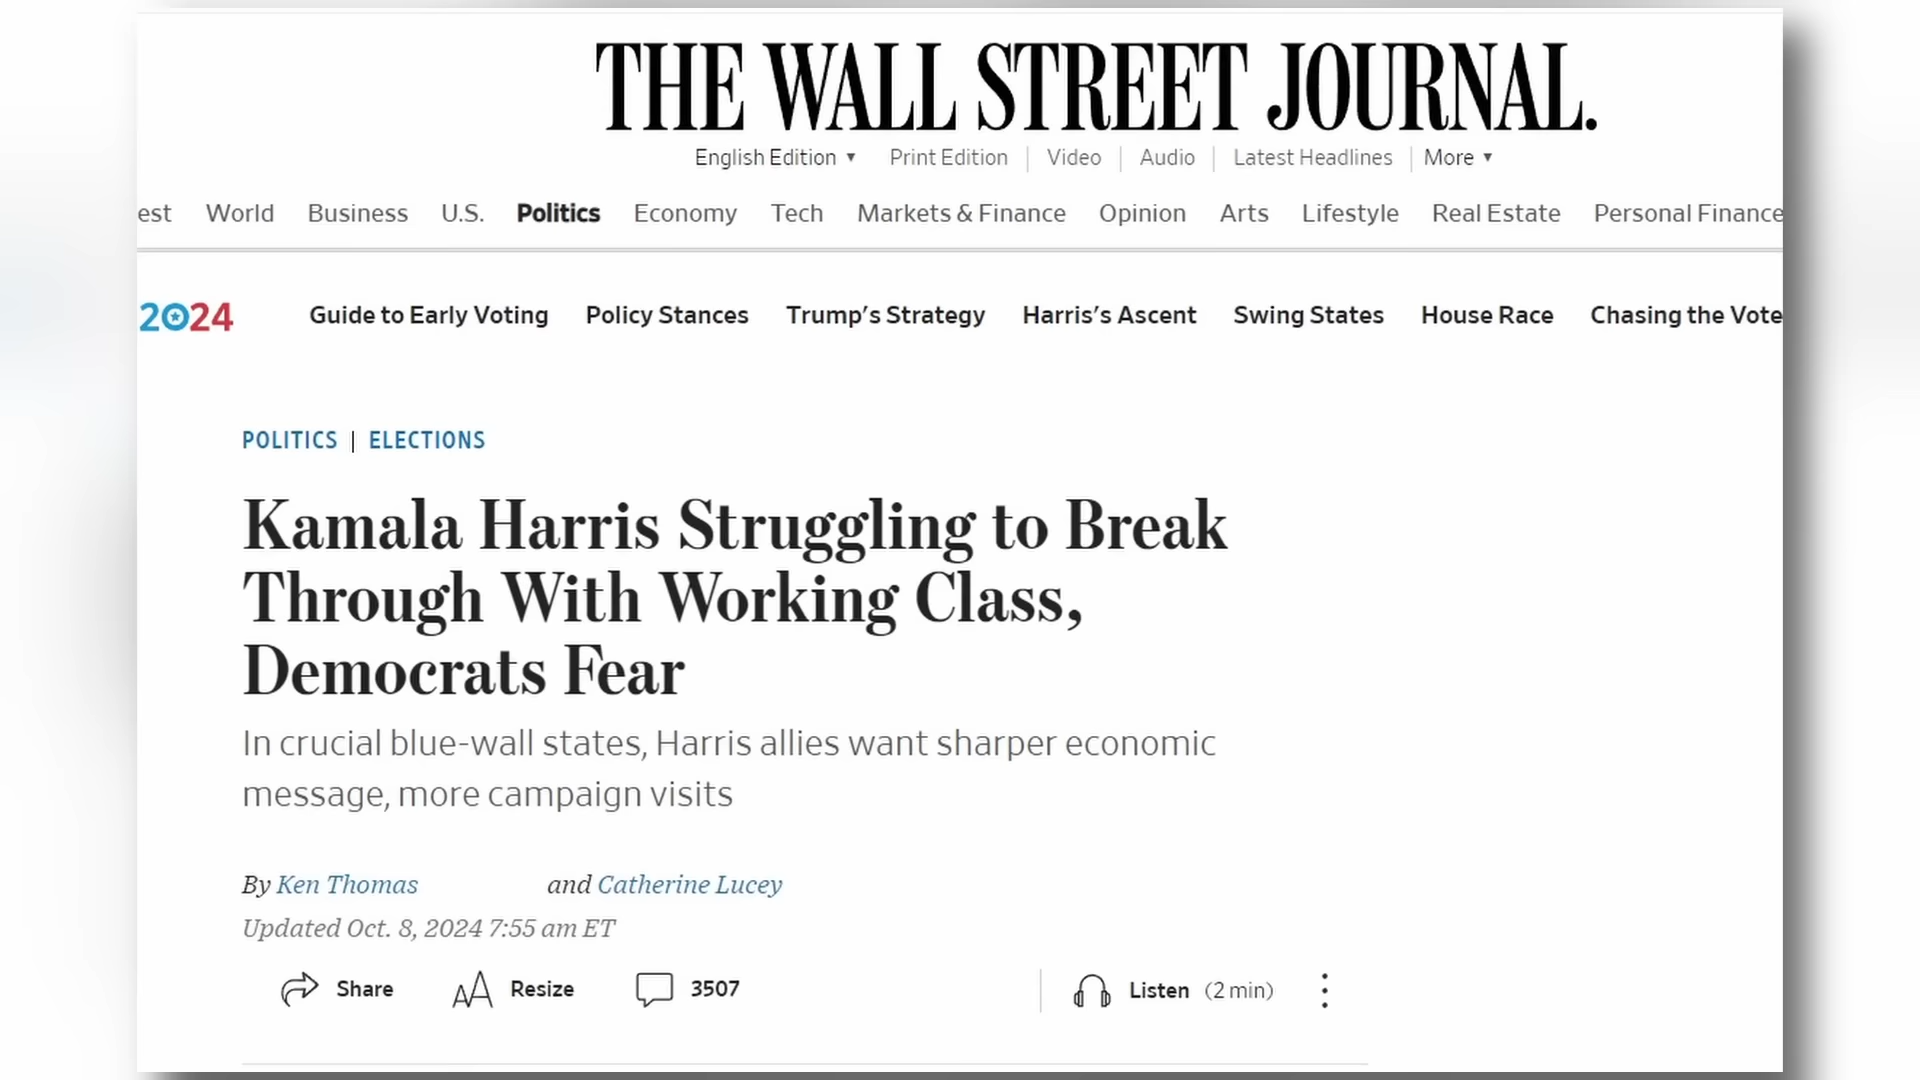 THE WALL STREET JOURNAL.
English Edition ▼ Print Edition | Video | Audio | Latest Headlines | More ▼
est World Business U.S. Politics Economy Tech Markets & Finance Opinion Arts Lifestyle Real Estate Personal Finance
2024 Guide to Early Voting Policy Stances Trump's Strategy Harris's Ascent Swing States House Race Chasing the Vote
POLITICS | ELECTIONS
Kamala Harris Struggling to Break
Through With Working Class,
Democrats Fear
In crucial blue-wall states, Harris allies want sharper economic
message, more campaign visits
By Ken Thomas and Catherine Lucey
Updated Oct. 8, 2024 7:55 am ET
Share AA Resize 3507 Listen (2 min)